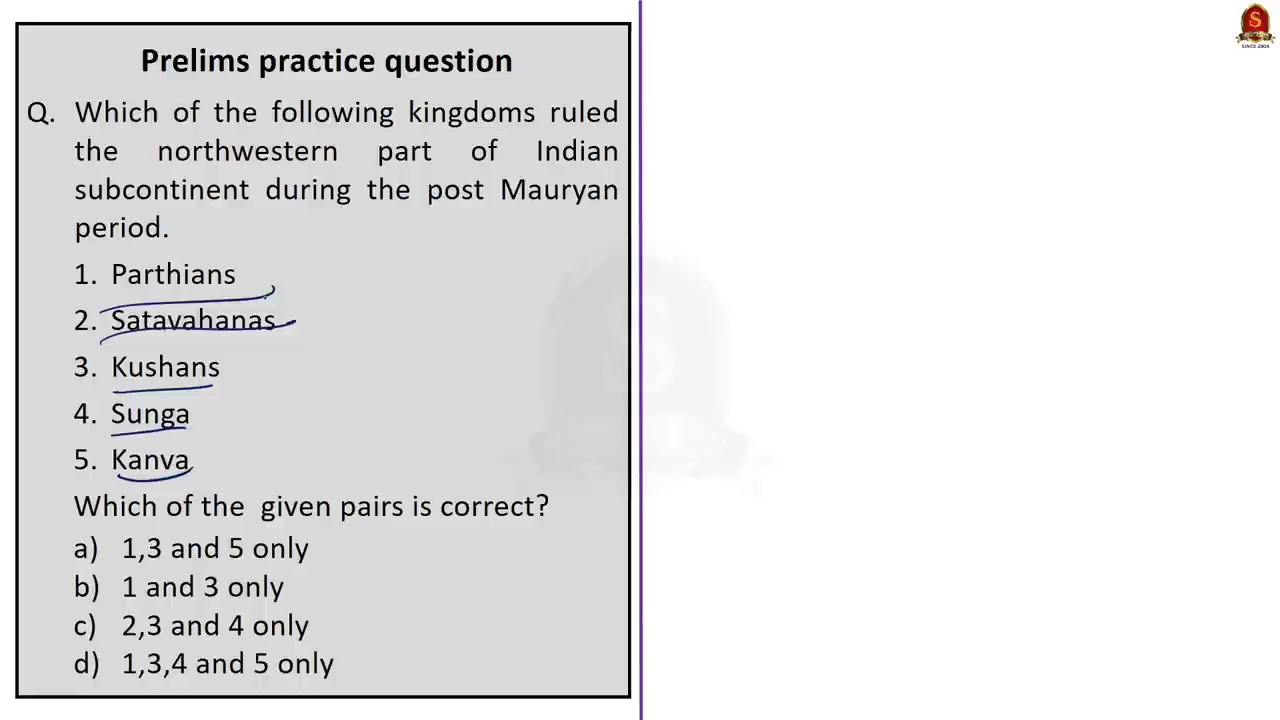 Prelims practice question
Q. Which of the following kingdoms ruled
the northwestern part of Indian
subcontinent during the post Mauryan
period.
1. Parthians
2. Satavahanas
3. Kushans
4. Sunga
5. Kanva
Which of the given pairs is correct?
a) 1,3 and 5 only
b) 1 and 3 only
c) 2,3 and 4 only
d) 1,3,4 and 5 only
S
SINCE 2004